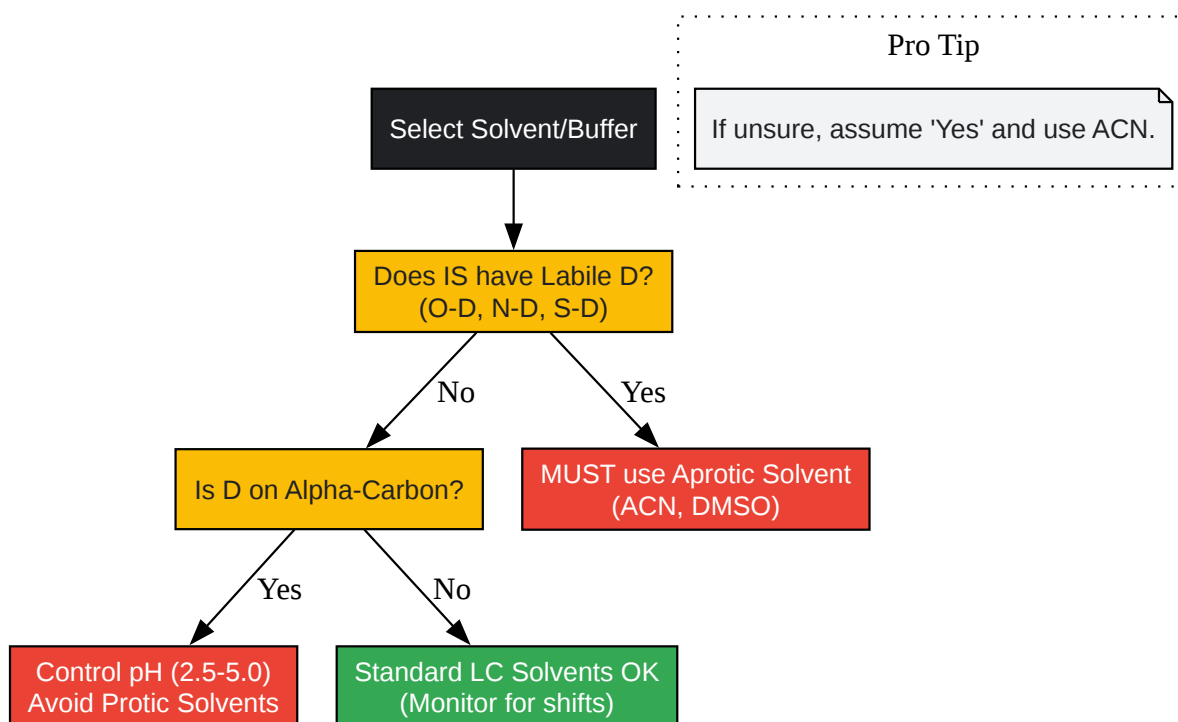 Pro Tip
Select Solvent/Buffer
If unsure, assume 'Yes' and use ACN.
Does IS have Labile D?
(O-D, N-D, S-D)
No
Yes
Is D on Alpha-Carbon?
MUST use Aprotic Solvent
(ACN, DMSO)
Yes
No
Control pH (2.5-5.0)
Avoid Protic Solvents
Standard LC Solvents OK
(Monitor for shifts)